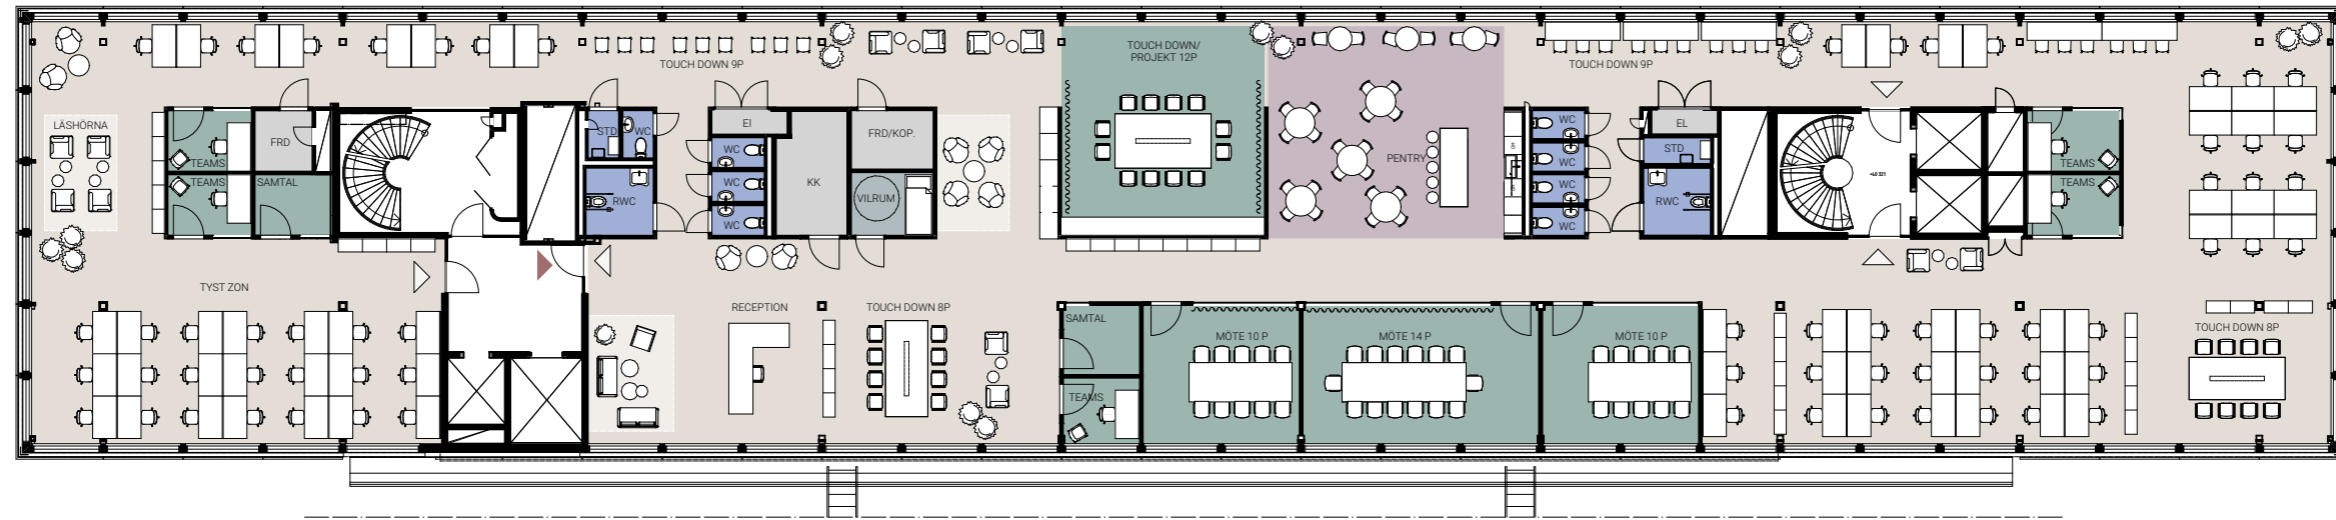 TOUCH DOWN/
PROJEKT 12P
TOUCH DOWN 9P
TOUCH DOWN 9P
LÄSHÖRNA
EI
EL
FRD
STD
WC
FRD/KOP.
WC
TEAMS
WC
STD
WC
PENTRY
TEAMS
TEAMS
SAMTAL
KK
WC
WC
TEAMS
RWC
VILRUM
RWC
WC
WC
TYST ZON
RECEPTION
TOUCH DOWN 8P
SAMTAL
MÖTE 10 P
MÖTE 14 P
MÖTE 10 P
TOUCH DOWN 8P
TEAMS